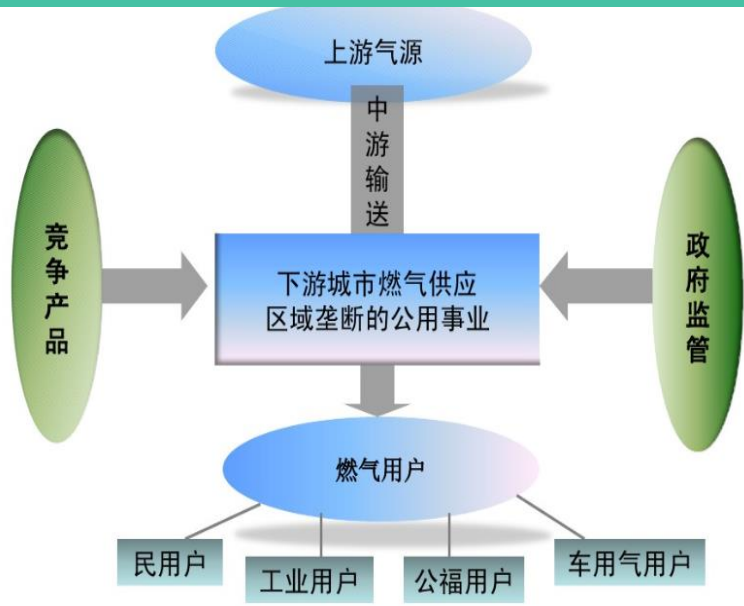 上游气源
中游输送
竞争产品
下游城市燃气供应
区域垄断的公用事业
政府监管
燃气用户
民用户
工业用户
公福用户
车用气用户